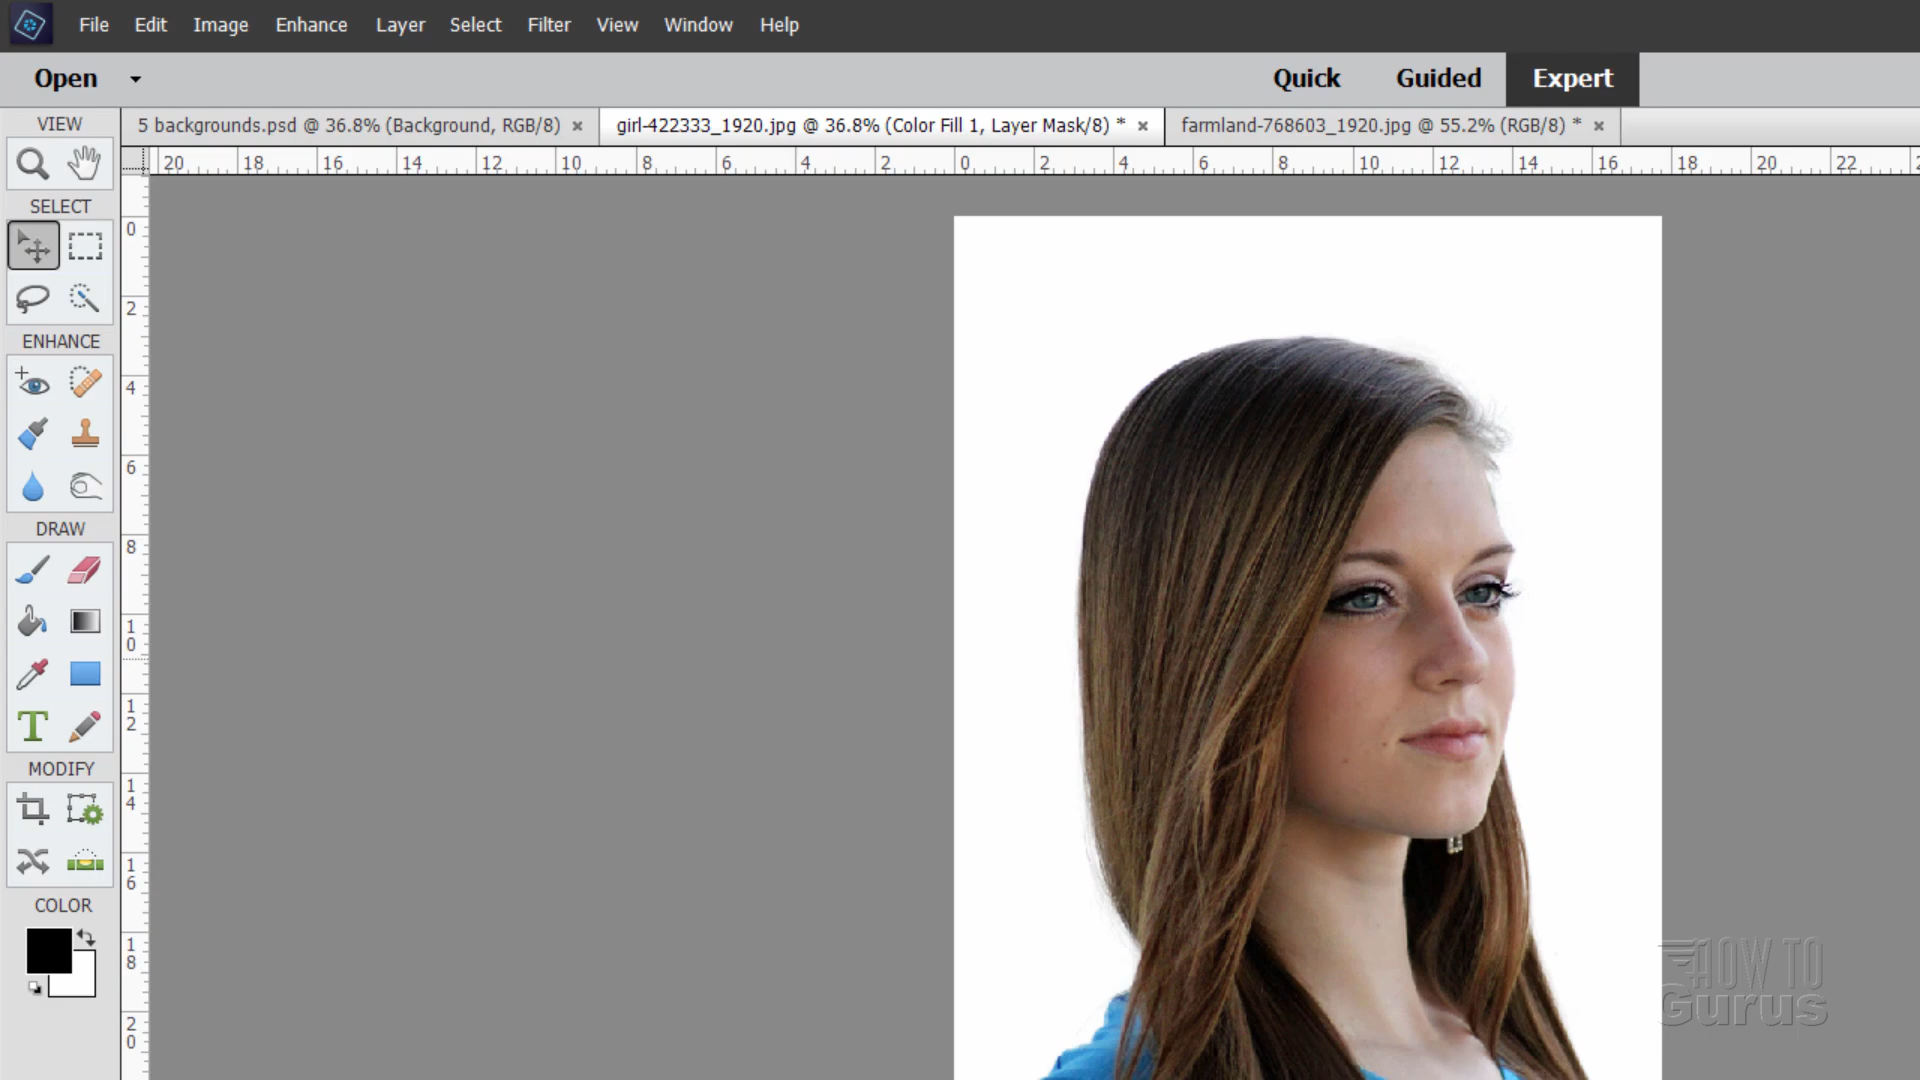 File Edit Image Enhance Layer Select Filter View Window Help
Open Quick Guided Expert
VIEW
5 backgrounds.psd @ 36.8% (Background, RGB/8) × girl-422333_1920.jpg @ 36.8% (Color Fill 1, Layer Mask/8) * × farmland-768603_1920.jpg @ 55.2% (RGB/8) * ×
20 18 16 14 12 10 8 6 4 2 0 2 4 6 8 10 12 14 16 18 20 22
SELECT
0
2
ENHANCE
4
6
DRAW
8
10
12
T
MODIFY
14
16
COLOR
18
HOW TO
Gurus
20